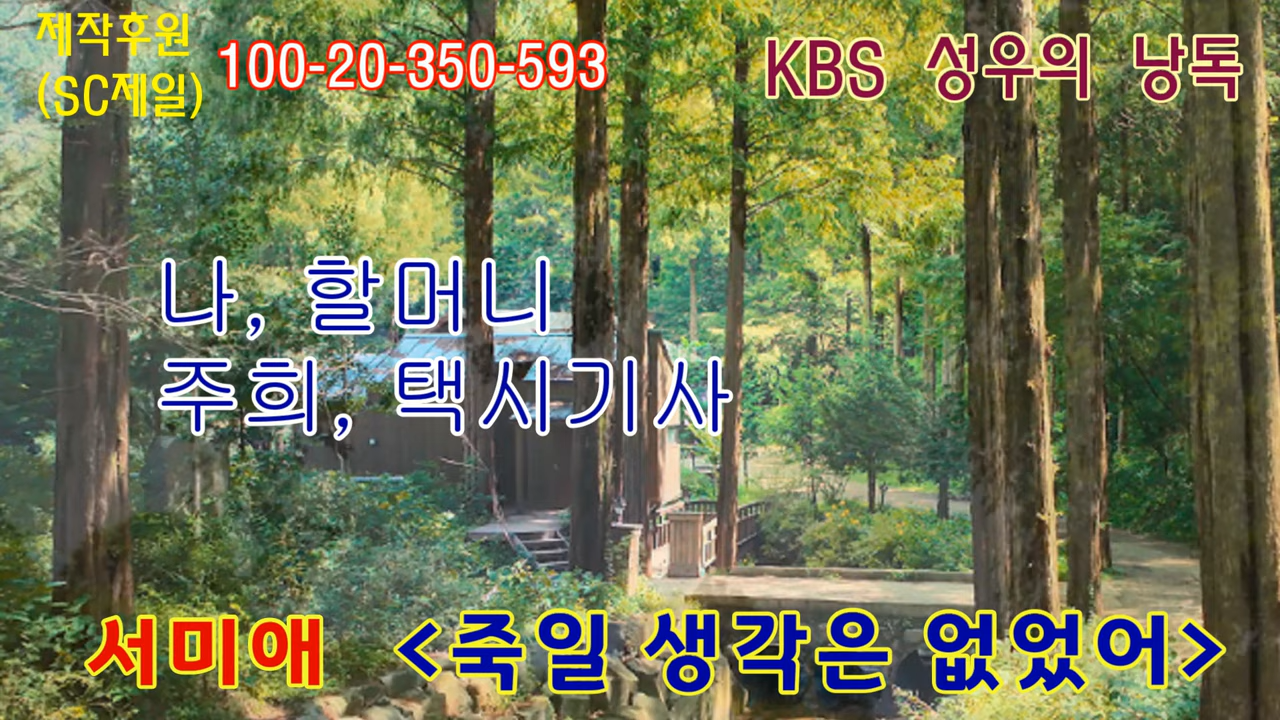 제작후원
(SC제일)
100-20-350-593
KBS 성우의 낭독
나, 할머니
주희, 택시기사
서미애 <죽일 생각은 없었어>